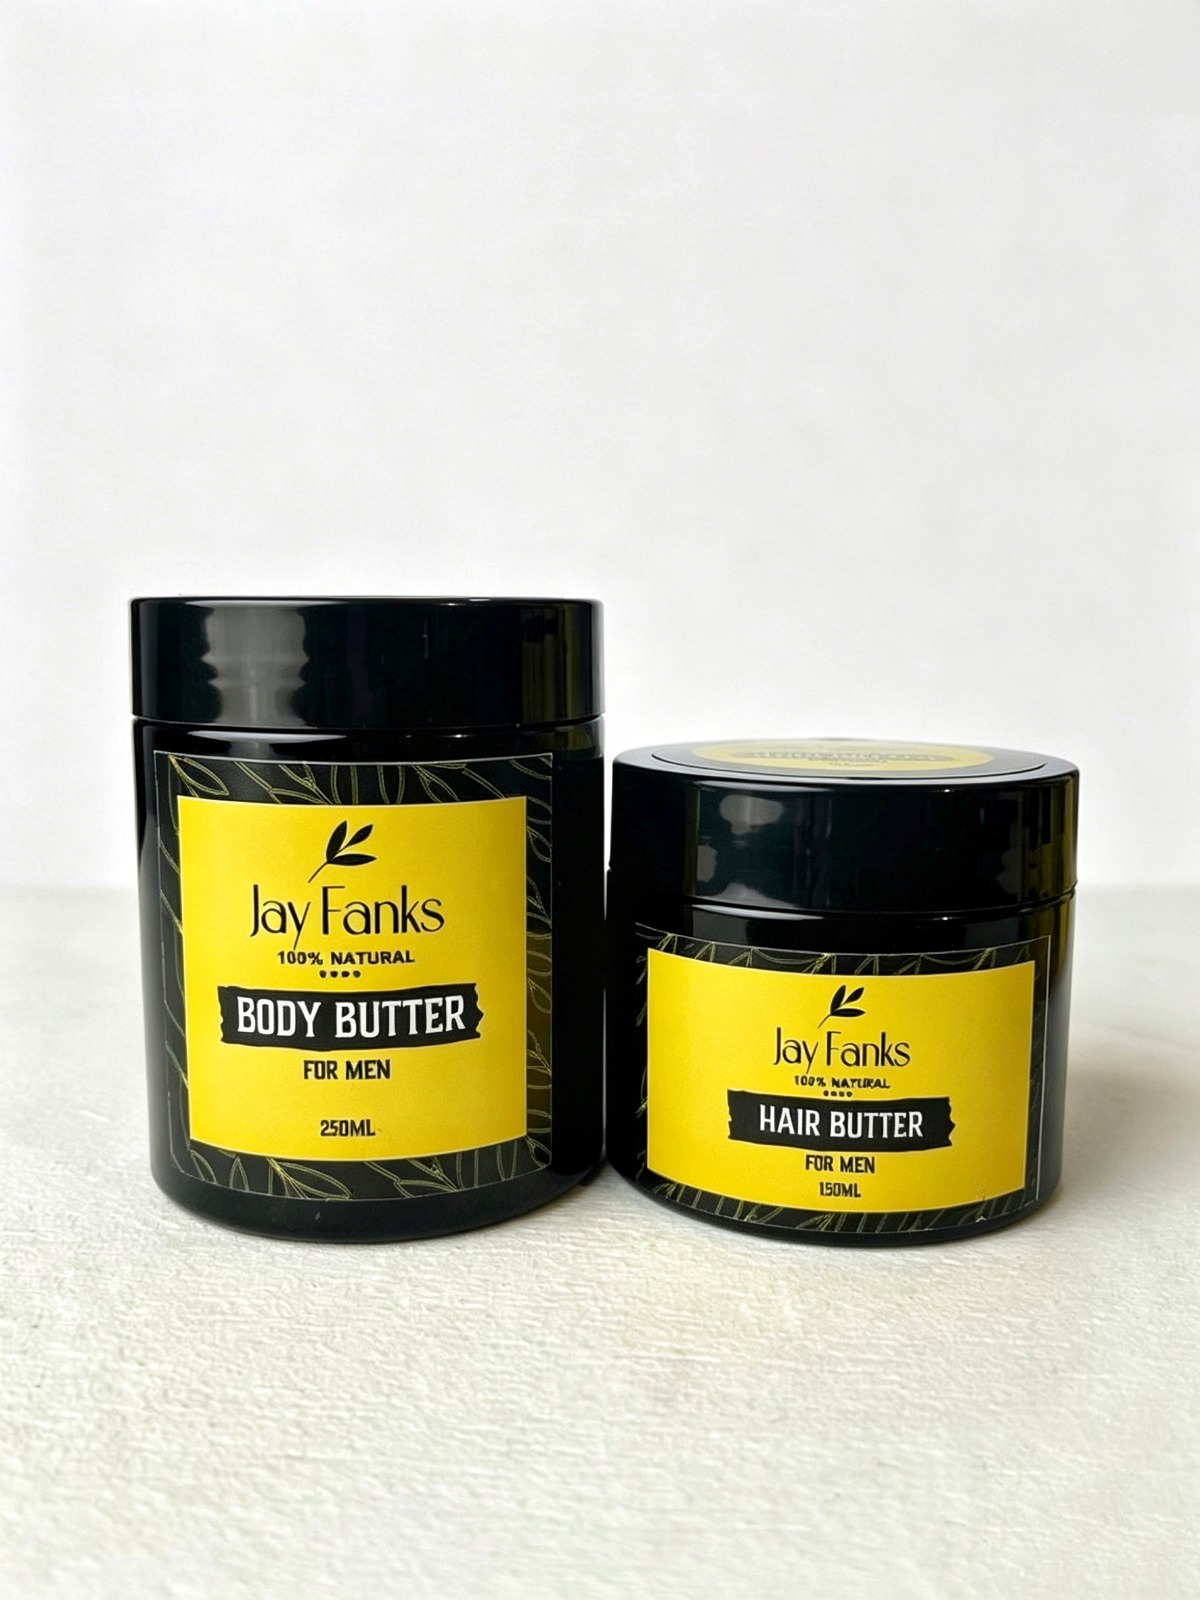 Jay Fanks
100% NATURAL
BODY BUTTER
FOR MEN
250ML
Jay Fanks
100% NATURAL
HAIR BUTTER
FOR MEN
150ML